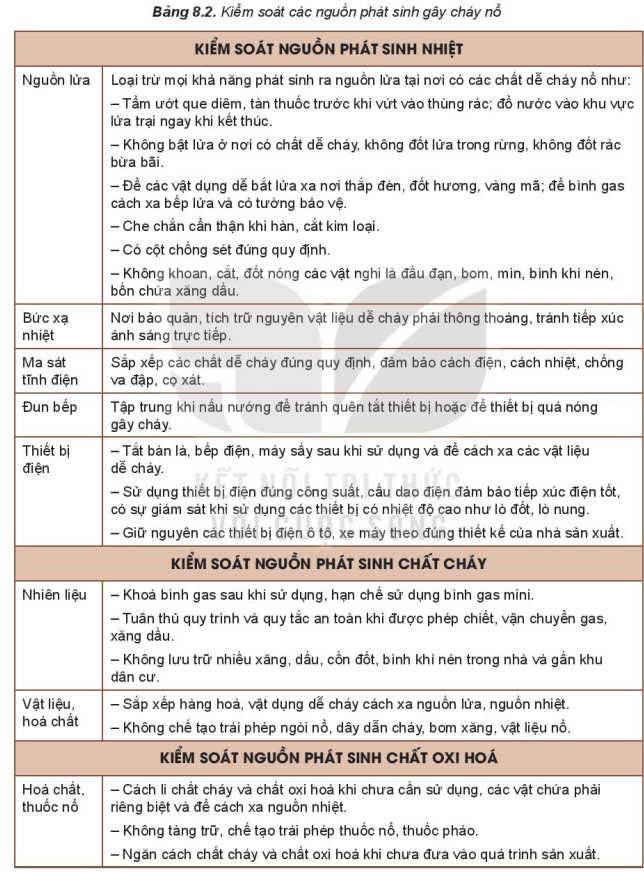 Bảng 8.2. Kiểm soát các nguồn phát sinh gây cháy nổ
KIỂM SOÁT NGUỒN PHÁT SINH NHIỆT
Nguồn lửa
Loại trừ mọi khả năng phát sinh ra nguồn lửa tại nơi có các chất dễ cháy nổ như:
– Tẩm ướt que diêm, tàn thuốc trước khi vứt vào thùng rác; đổ nước vào khu vực
lửa trại ngay khi kết thúc.
– Không bật lửa ở nơi có chất dễ cháy, không đốt lửa trong rừng, không đốt rác
bừa bãi.
– Để các vật dụng dễ bắt lửa xa nơi thắp đèn, đốt hương, vàng mã; để bình gas
cách xa bếp lửa và có tường bảo vệ.
– Che chắn cẩn thận khi hàn, cắt kim loại.
– Có cột chống sét đúng quy định.
– Không khoan, cắt, đốt nóng các vật nghi là đầu đạn, bom, mìn, bình khí nén,
bồn chứa xăng dầu.
Bức xạ
nhiệt
Nơi bảo quản, tích trữ nguyên vật liệu dễ cháy phải thông thoáng, tránh tiếp xúc
ánh sáng trực tiếp.
Ma sát
tĩnh điện
Sắp xếp các chất dễ cháy đúng quy định, đảm bảo cách điện, cách nhiệt, chống
va đập, cọ xát.
Đun bếp
Tập trung khi nấu nướng để tránh quên tắt thiết bị hoặc để thiết bị quá nóng
gây cháy.
Thiết bị
điện
– Tắt bàn là, bếp điện, máy sấy sau khi sử dụng và để cách xa các vật liệu
dễ cháy.
– Sử dụng thiết bị điện đúng công suất, cầu dao điện đảm bảo tiếp xúc điện tốt,
có sự giám sát khi sử dụng các thiết bị có nhiệt độ cao như lò đốt, lò nung.
– Giữ nguyên các thiết bị điện ô tô, xe máy theo đúng thiết kế của nhà sản xuất.
KẾT NỐI TRI THỨC
VỚI CUỘC SỐNG
KIỂM SOÁT NGUỒN PHÁT SINH CHẤT CHÁY
Nhiên liệu
– Khoá bình gas sau khi sử dụng, hạn chế sử dụng bình gas mini.
– Tuân thủ quy trình và quy tắc an toàn khi được phép chiết, vận chuyển gas,
xăng dầu.
– Không lưu trữ nhiều xăng, dầu, cồn đốt, bình khí nén trong nhà và gần khu
dân cư.
Vật liệu,
hoá chất
– Sắp xếp hàng hoá, vật dụng dễ cháy cách xa nguồn lửa, nguồn nhiệt.
– Không chế tạo trái phép ngòi nổ, dây dẫn cháy, bom xăng, vật liệu nổ.
KIỂM SOÁT NGUỒN PHÁT SINH CHẤT OXI HOÁ
Hoá chất,
thuốc nổ
– Cách li chất cháy và chất oxi hoá khi chưa cần sử dụng, các vật chứa phải
riêng biệt và để cách xa nguồn nhiệt.
– Không tàng trữ, chế tạo trái phép thuốc nổ, thuốc pháo.
– Ngăn cách chất cháy và chất oxi hoá khi chưa đưa vào quá trình sản xuất.